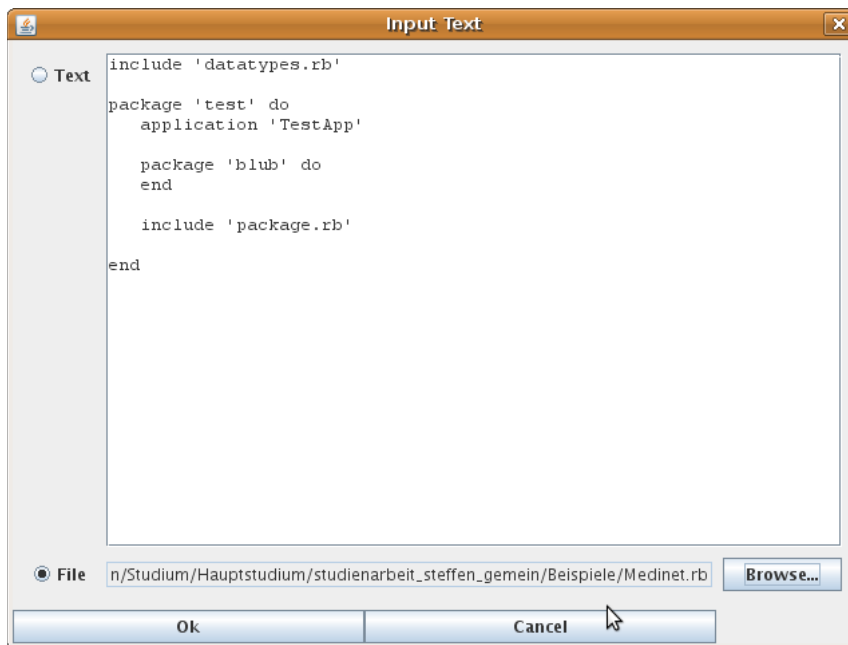 Input Text
Text
include 'datatypes.rb'
package 'test' do
application 'TestApp'
package 'blub' do
end
include 'package.rb'
end
File n/Studium/Hauptstudium/studienarbeit_steffen_gemein/Beispiele/Medinet.rb Browse...
Ok Cancel